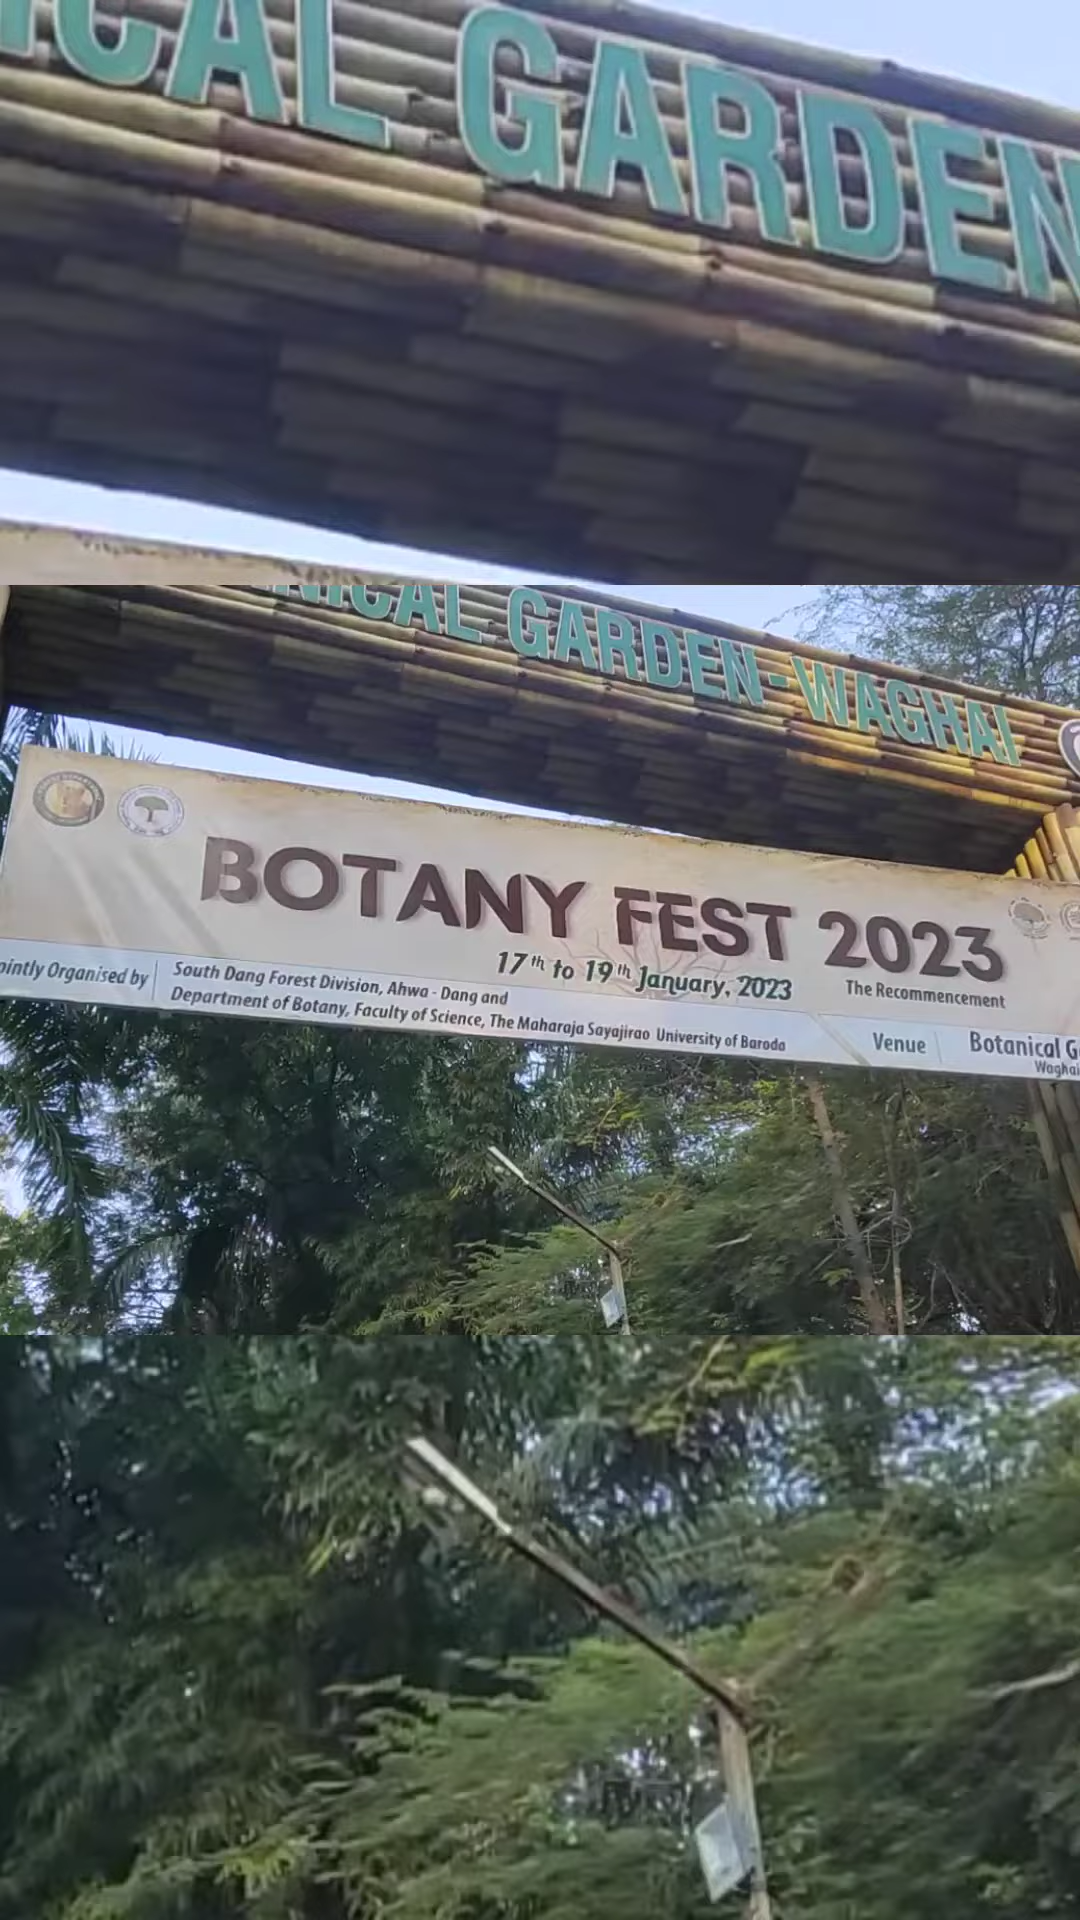 ICAL GARDEN
NICAL GARDEN-WAGHAI
BOTANY FEST 2023
17th to 19th January, 2023
The Recommencement
ointly Organised by
South Dang Forest Division, Ahwa - Dang and
Department of Botany, Faculty of Science, The Maharaja Sayajirao University of Baroda
Venue
Botanical G
Waghai